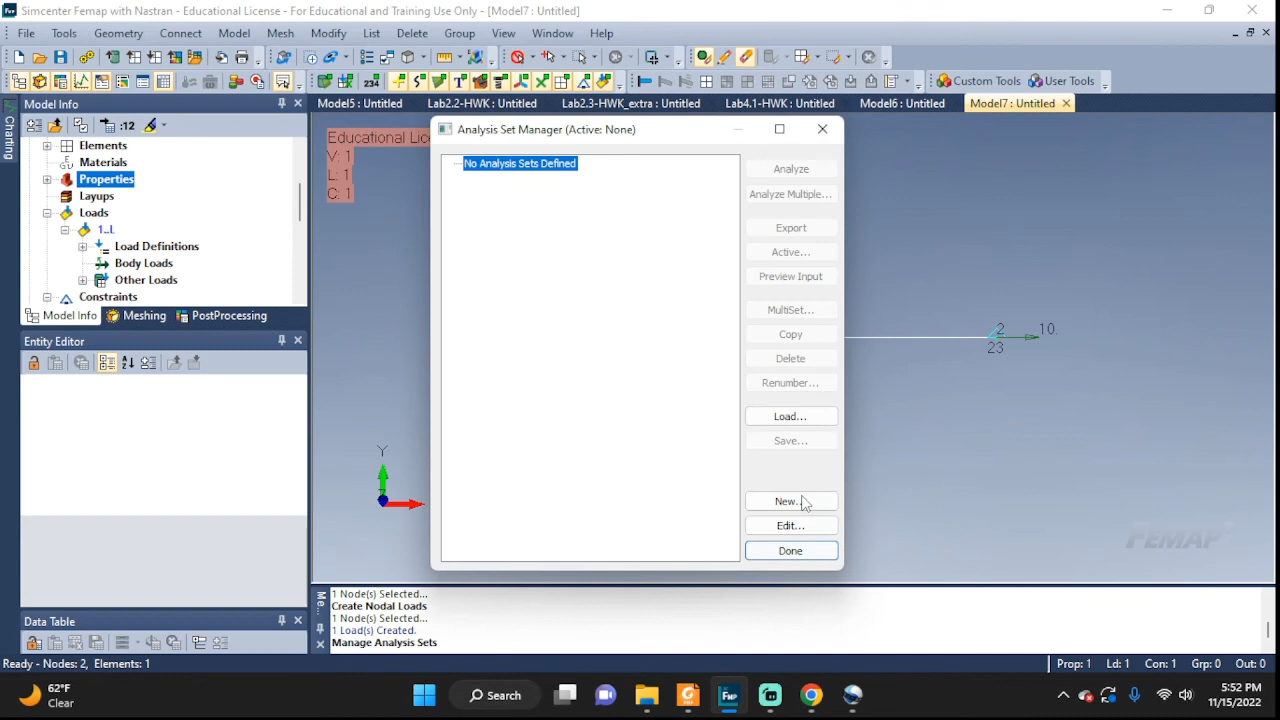 Simcenter Femap with Nastran - Educational License - For Educational and Training Use Only - [Model7 : Untitled]
File Tools Geometry Connect Model Mesh Modify List Delete Group View Window Help
234 T Custom Tools User Tools
Charting
Model Info
Model5 : Untitled Lab2.2-HWK : Untitled Lab2.3-HWK_extra : Untitled Lab4.1-HWK : Untitled Model6 : Untitled Model7 : Untitled
:12
Elements
Materials
Properties
Layups
Loads
1..L
Load Definitions
Body Loads
Other Loads
Constraints
Model Info Meshing PostProcessing
Entity Editor
Data Table
V: 1
L: 1
C: 1
Analysis Set Manager (Active: None)
No Analysis Sets Defined
Analyze
Analyze Multiple...
Export
Active...
Preview Input
MultiSet...
Copy
Delete
Renumber...
Load...
Save...
New...
Edit...
Done
2 10.
23
Y
FEMAP
Me...
1 Node(s) Selected...
Create Nodal Loads
1 Node(s) Selected...
1 Load(s) Created.
Manage Analysis Sets
Ready - Nodes: 2, Elements: 1 Prop: 1 Ld: 1 Con: 1 Grp: 0 Out: 0
62°F
Clear
Search
FMP
5:52 PM
11/15/2022